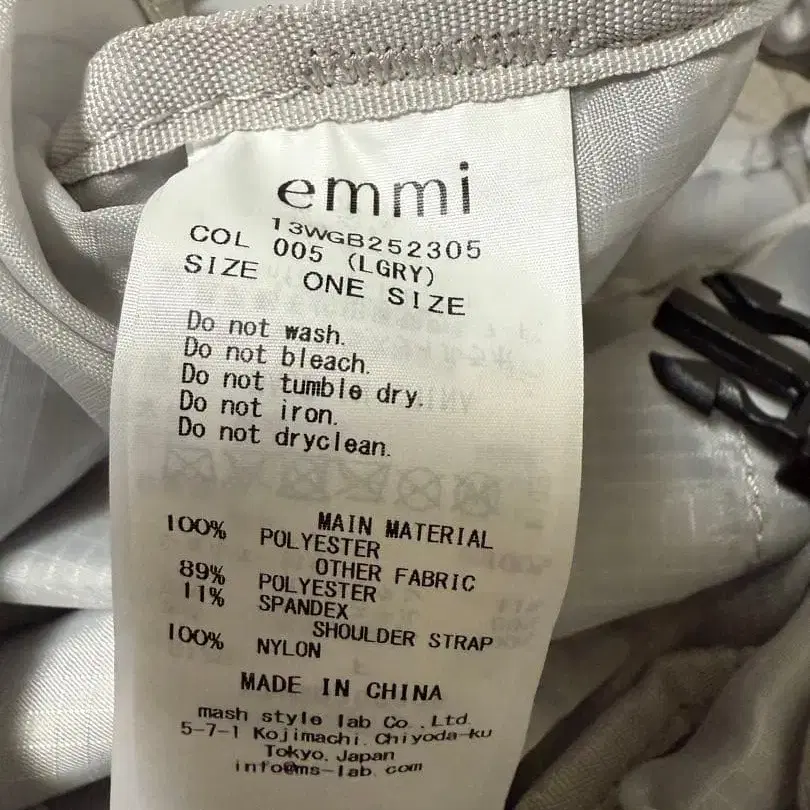 emmi
13WGB252305
COL 005 (LGRY)
SIZE ONE SIZE
Do not wash.
Do not bleach.
Do not tumble dry.
Do not iron.
Do not dryclean.
MAIN MATERIAL
100% POLYESTER
OTHER FABRIC
89% POLYESTER
11% SPANDEX
SHOULDER STRAP
100% NYLON
MADE IN CHINA
mash style lab Co.,Ltd.
5-7-1 Kojimachi.Chiyoda-ku
Tokyo.Japan
info@ms-lab.com